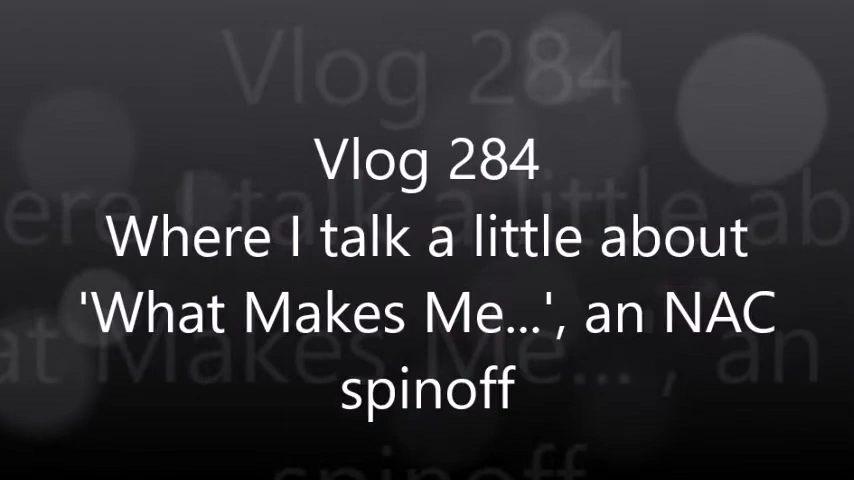 Vlog 284
Where I talk a little about
'What Makes Me...', an NAC
spinoff